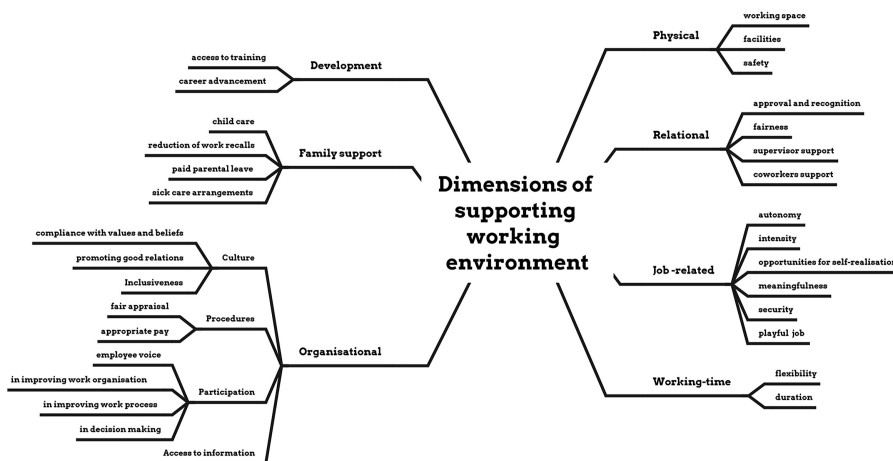 Dimensions of
supporting
working
environment
Development
access to training
career advancement
Family support
child care
reduction of work recalls
paid parental leave
sick care arrangements
Organisational
Culture
compliance with values and beliefs
promoting good relations
Inclusiveness
Procedures
fair appraisal
appropriate pay
Participation
employee voice
in improving work organisation
in improving work process
in decision making
Access to information
Physical
working space
facilities
safety
Relational
approval and recognition
fairness
supervisor support
coworkers support
Job -related
autonomy
intensity
opportunities for self-realisation
meaningfulness
security
playful job
Working-time
flexibility
duration